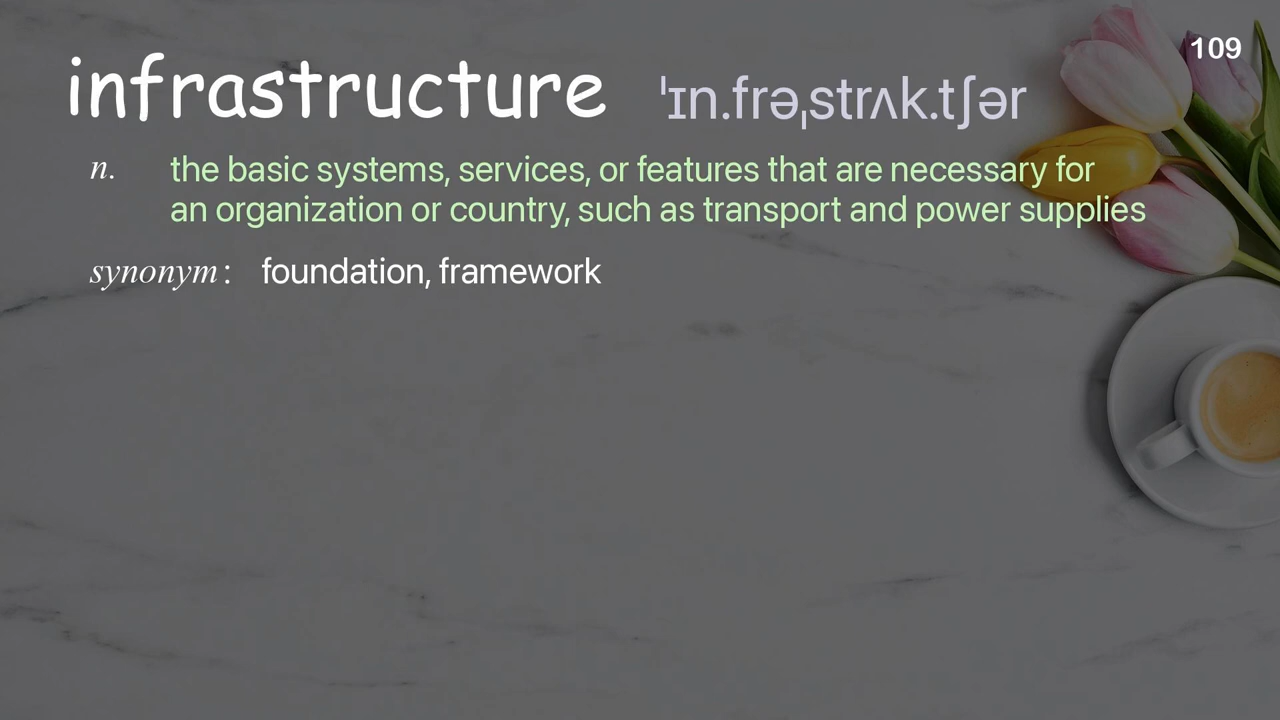 109
infrastructure ˈɪn.frəˌstrʌk.tʃər
n. the basic systems, services, or features that are necessary for
an organization or country, such as transport and power supplies
synonym: foundation, framework